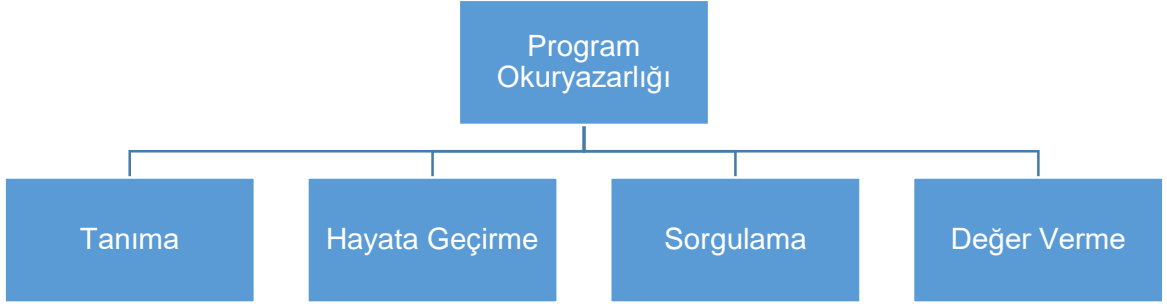 Program
Okuryazarlığı
Tanıma
Hayata Geçirme
Sorgulama
Değer Verme